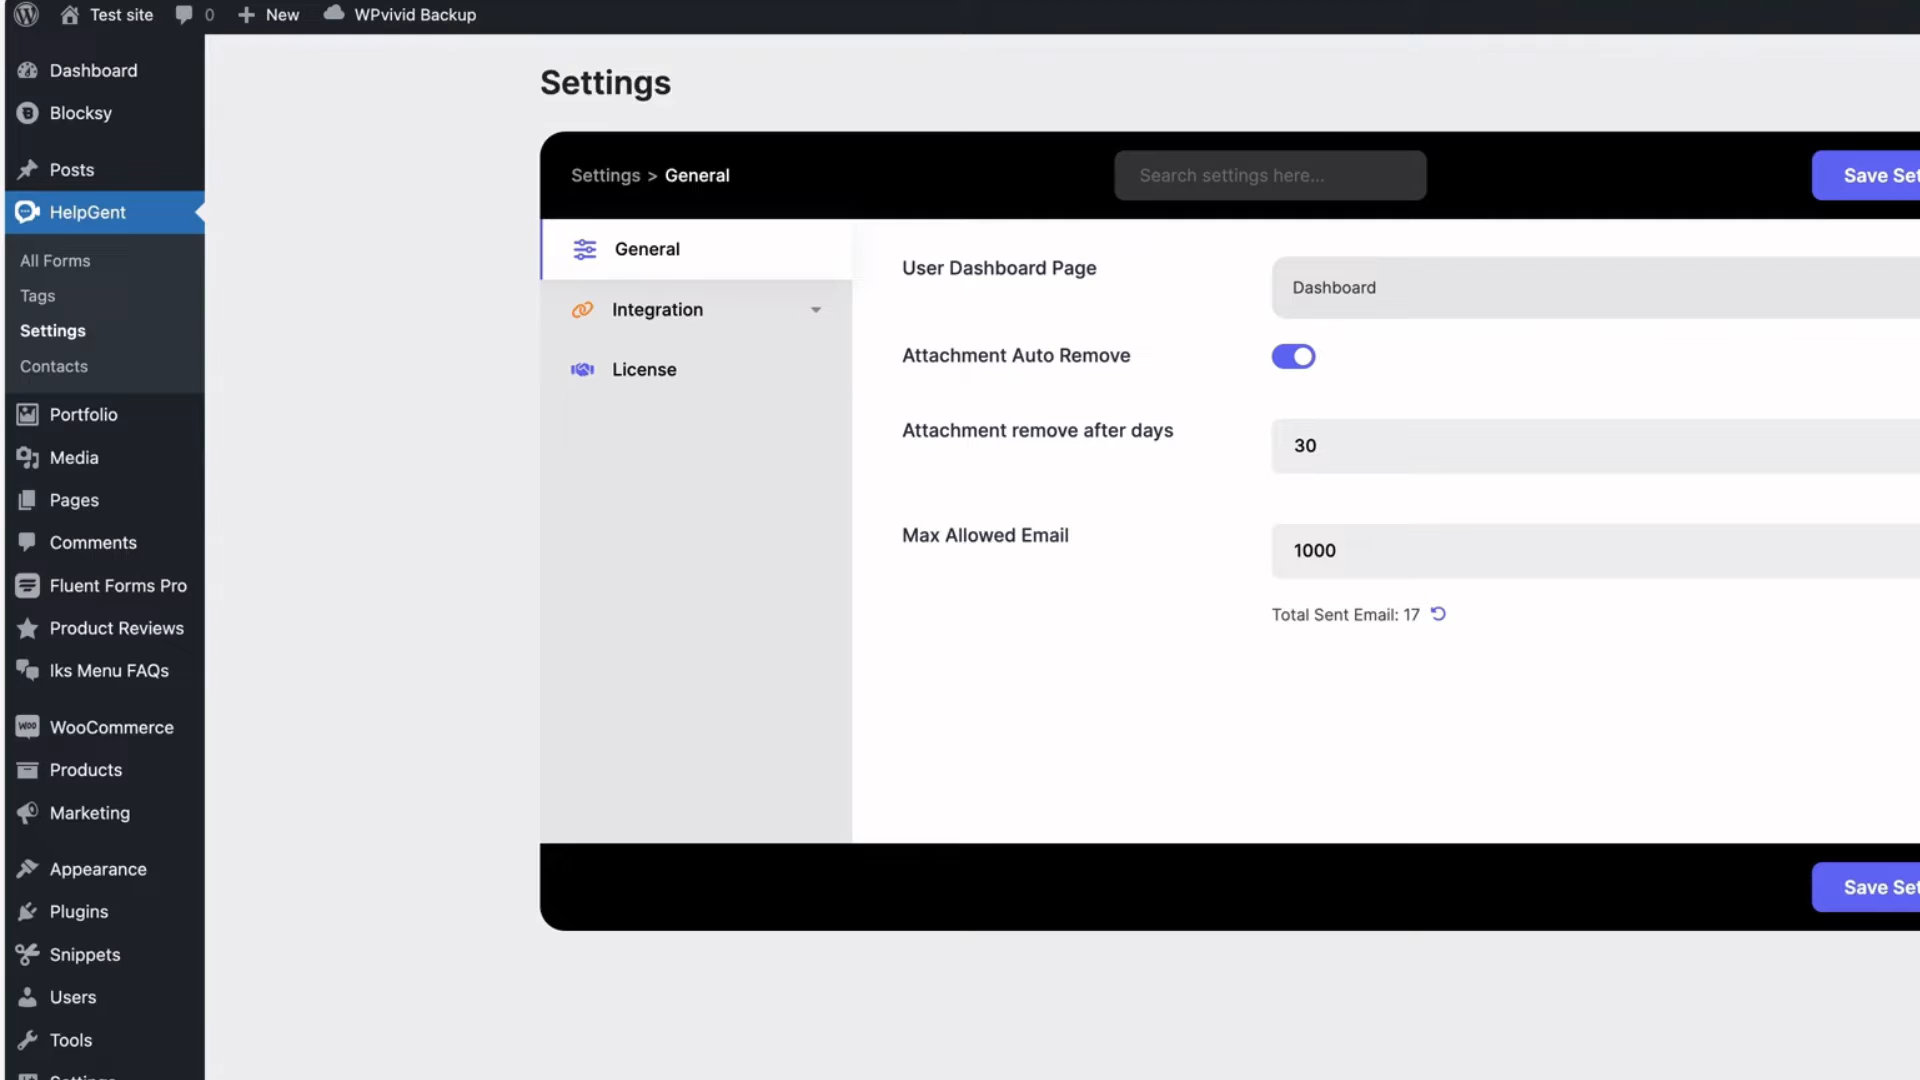 Test site 0 New WPvivid Backup
Dashboard
Blocksy
Posts
HelpGent
All Forms
Tags
Settings
Contacts
Portfolio
Media
Pages
Comments
Fluent Forms Pro
Product Reviews
Iks Menu FAQs
WOO WooCommerce
Products
Marketing
Appearance
Plugins
Snippets
Users
Tools
Settings
Settings > General
Search settings here...
Save Set
General
Integration
License
User Dashboard Page
Dashboard
Attachment Auto Remove
Attachment remove after days
30
Max Allowed Email
1000
Total Sent Email: 17
Save Set